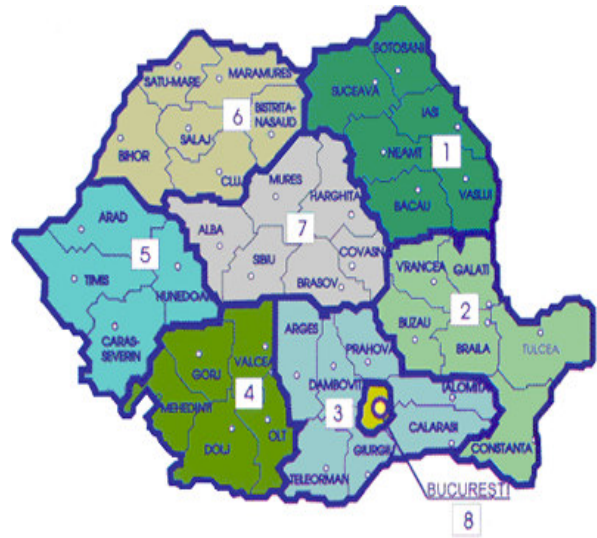 BOTOSANI
SATU-MARE
MARAMURES
SUCEAVA
6
BISTRITA-
NASAUD
IASI
SALAJ
BIHOR
NEAMT
1
CLUJ
MURES
HARGHITA
VASLUI
BACAU
ARAD
ALBA
7
5
COVASN
SIBIU
VRANCEA
GALATI
TIMIS
BRASOV
HUNEDOAR
2
CARAS-
SEVERIN
ARGES
BUZAU
BRAILA
TULCEA
GORJ
VALCEA
PRAHOVA
DAMBOVIT
IALOMITA
MEHEDINTI
4
3
OLT
CALARASI
DOLJ
GIURGIU
CONSTANTA
TELEORMAN
BUCURESTI
8